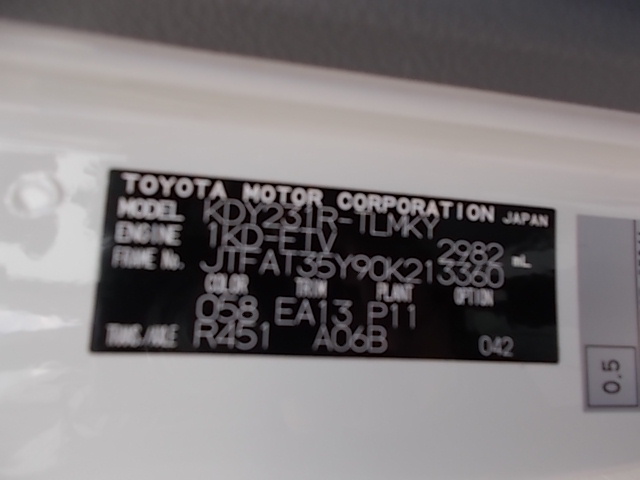 TOYOTA MOTOR CORPORATION JAPAN
MODEL KDY231R-TLMKY
ENGINE 1KD-FTV 2982 mL
FRAME No. JTFAT35Y90K213360
COLOR TRIM PLANT OPTION
058 EA13 P11
TRANS/AXLE R451 A06B 042
0.5